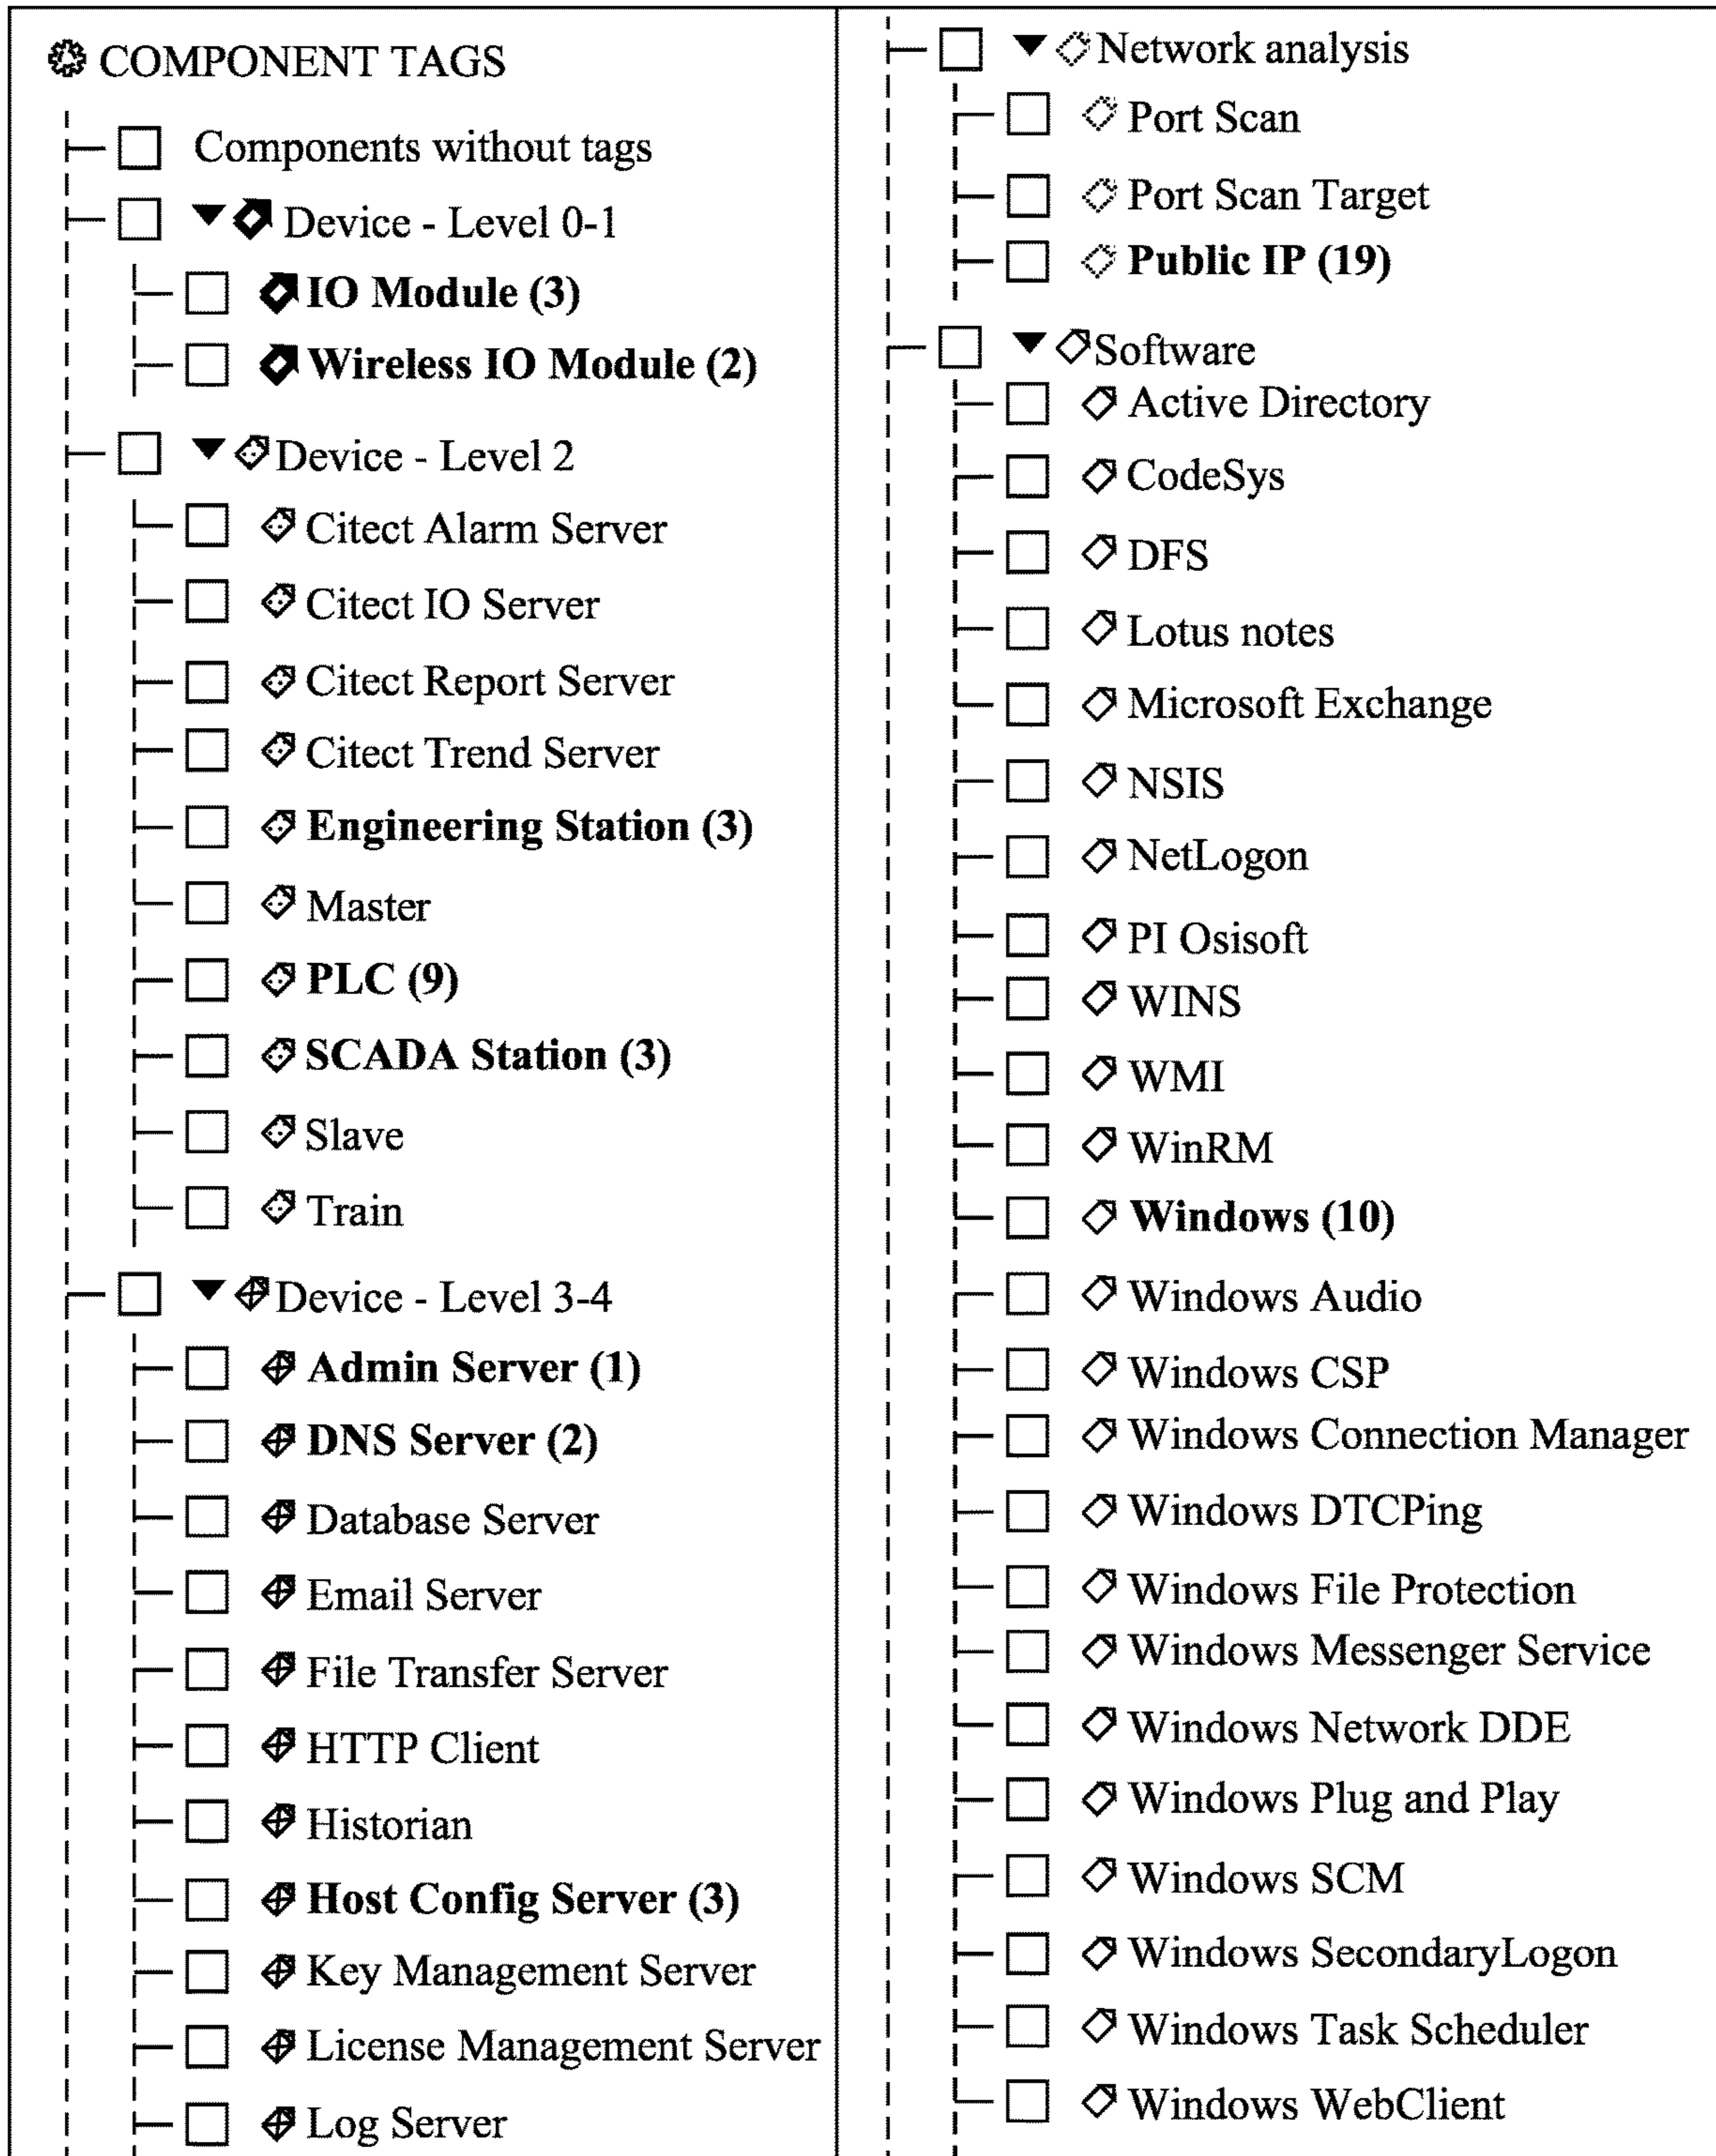 COMPONENT TAGS
Components without tags
Device - Level 0-1
IO Module (3)
Wireless IO Module (2)
Device - Level 2
Citect Alarm Server
Citect IO Server
Citect Report Server
Citect Trend Server
Engineering Station (3)
Master
PLC (9)
SCADA Station (3)
Slave
Train
Device - Level 3-4
Admin Server (1)
DNS Server (2)
Database Server
Email Server
File Transfer Server
HTTP Client
Historian
Host Config Server (3)
Key Management Server
License Management Server
Log Server
Network analysis
Port Scan
Port Scan Target
Public IP (19)
Software
Active Directory
CodeSys
DFS
Lotus notes
Microsoft Exchange
NSIS
NetLogon
PI Osisoft
WINS
WMI
WinRM
Windows (10)
Windows Audio
Windows CSP
Windows Connection Manager
Windows DTCPing
Windows File Protection
Windows Messenger Service
Windows Network DDE
Windows Plug and Play
Windows SCM
Windows SecondaryLogon
Windows Task Scheduler
Windows WebClient